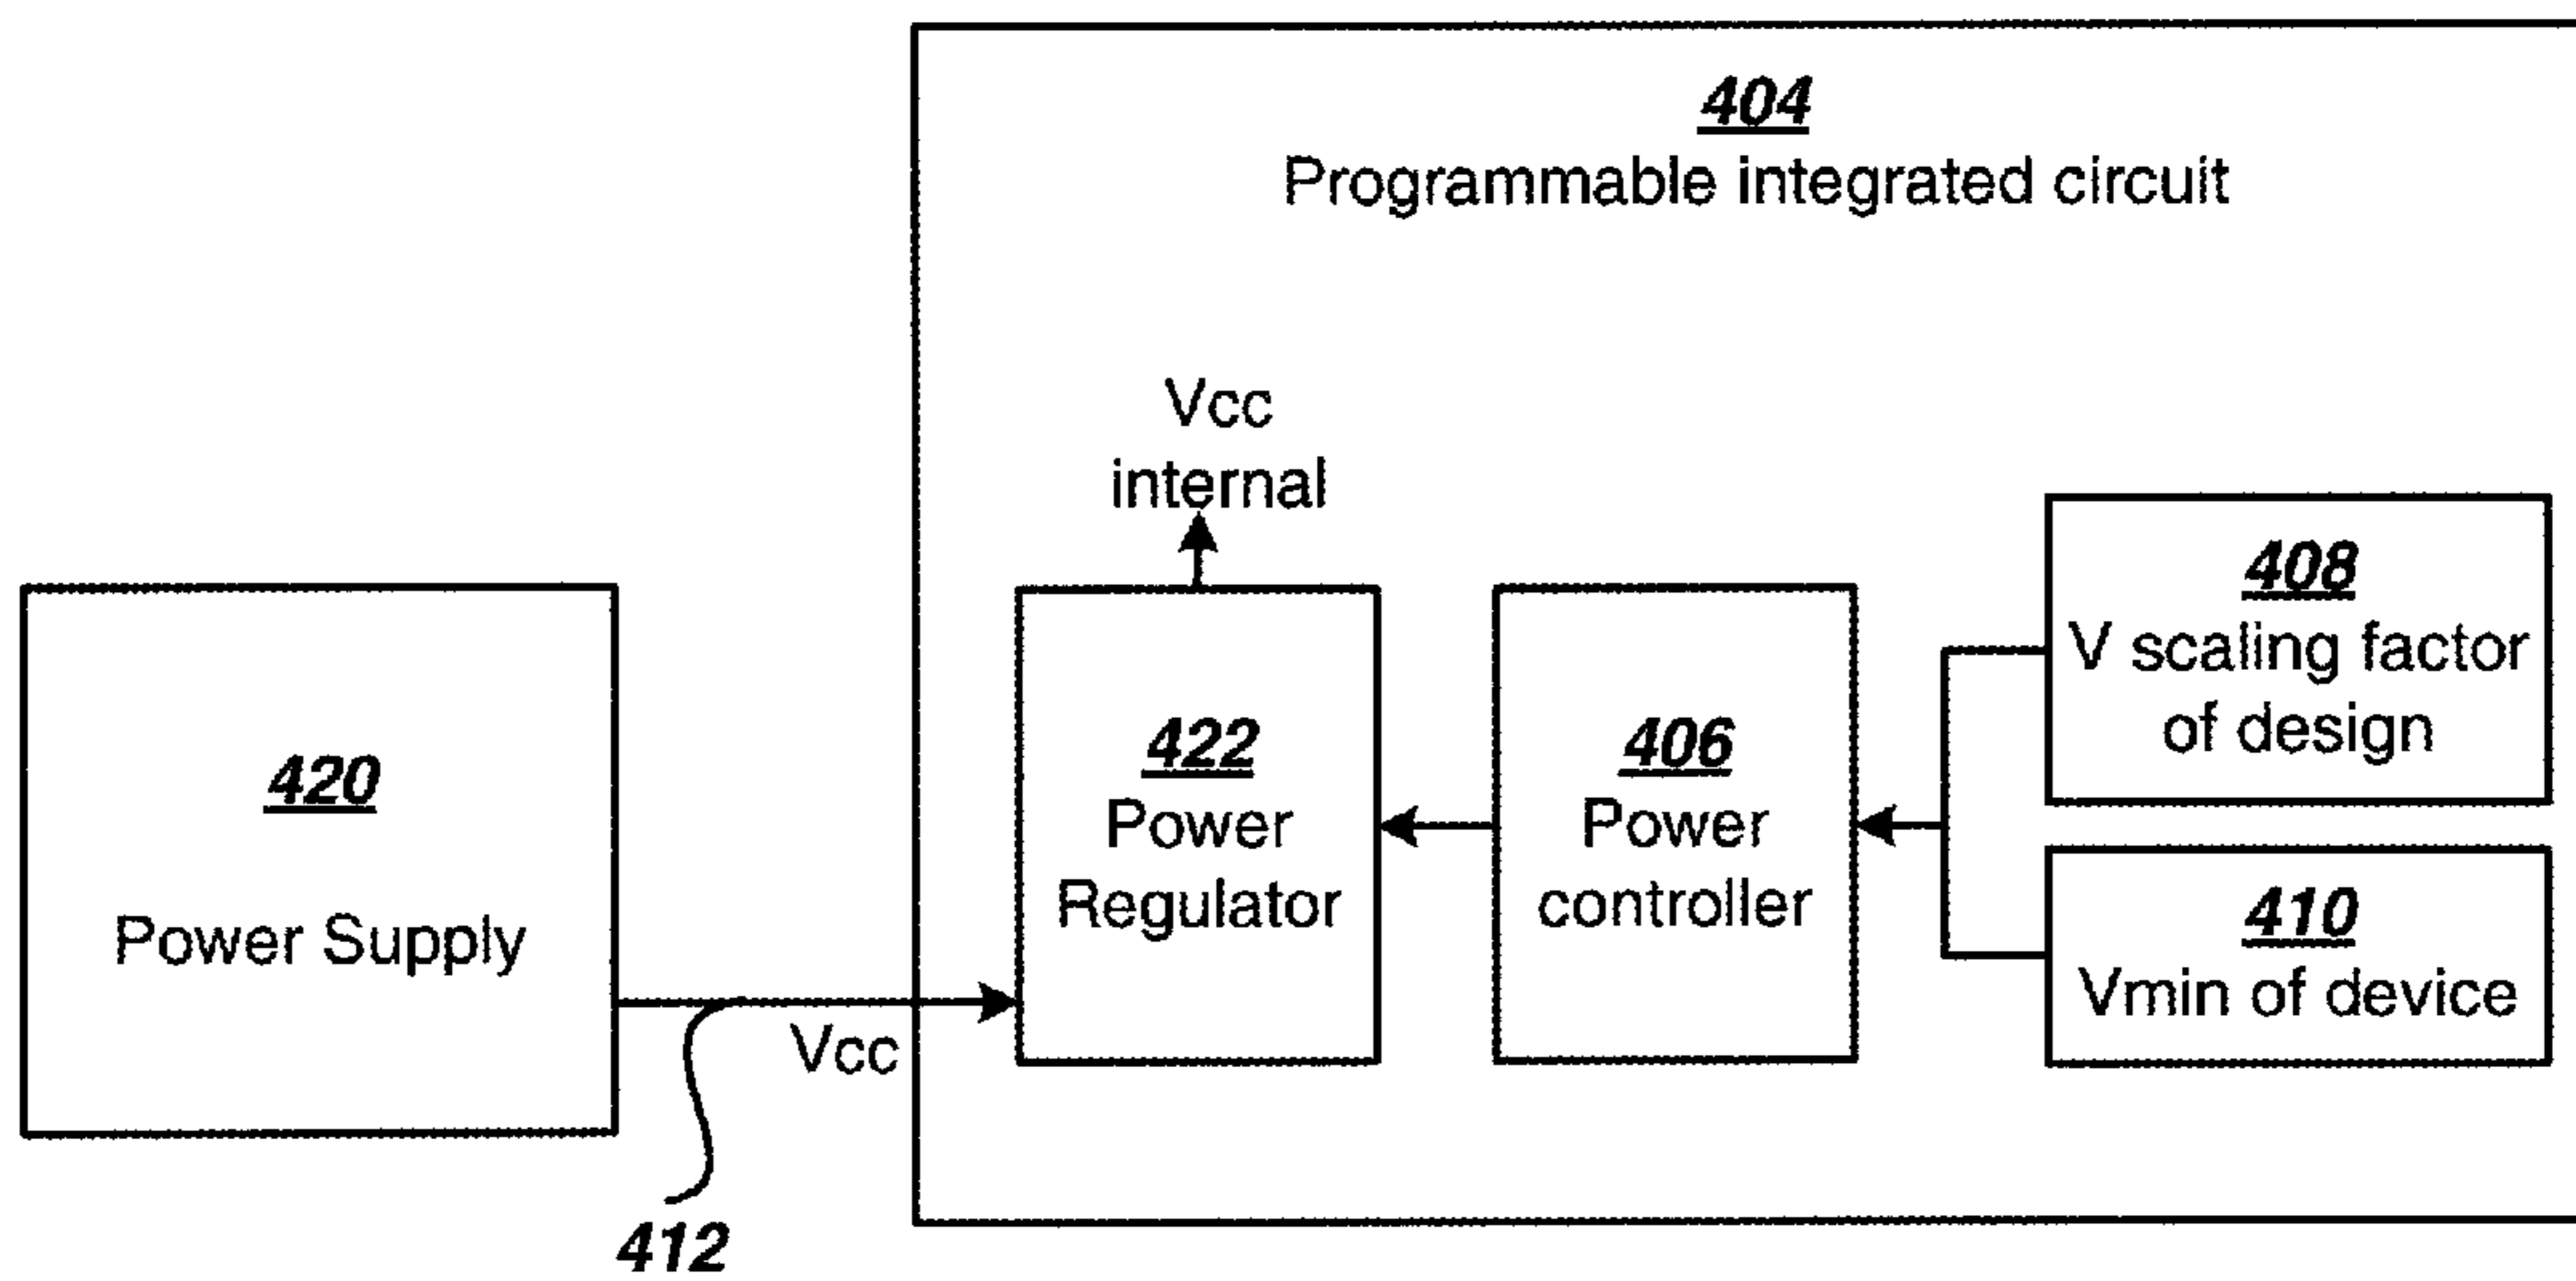 404
Programmable integrated circuit
Vcc
internal
408
V scaling factor
of design
422
Power
Regulator
406
Power
controller
420
Power Supply
410
Vmin of device
Vcc
412